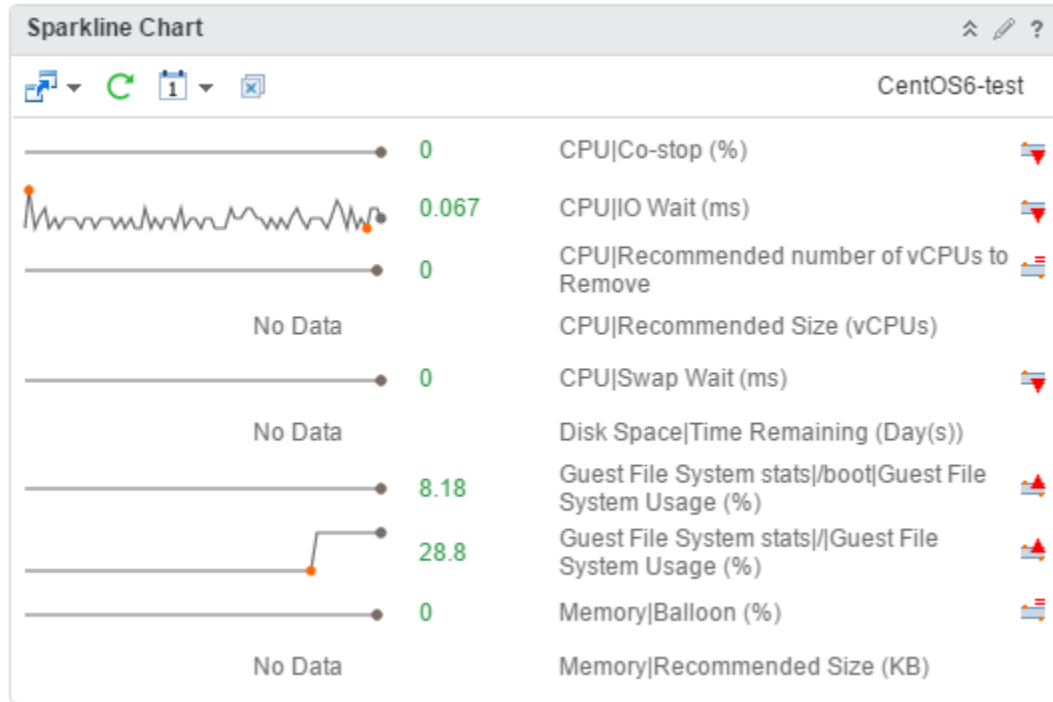 Sparkline Chart ?
1 CentOS6-test
0 CPU|Co-stop (%)
0.067 CPU|IO Wait (ms)
0 CPU|Recommended number of vCPUs to
Remove
No Data CPU|Recommended Size (vCPUs)
0 CPU|Swap Wait (ms)
No Data Disk Space|Time Remaining (Day(s))
8.18 Guest File System stats|/boot|Guest File
System Usage (%)
28.8 Guest File System stats|/|Guest File
System Usage (%)
0 Memory|Balloon (%)
No Data Memory|Recommended Size (KB)